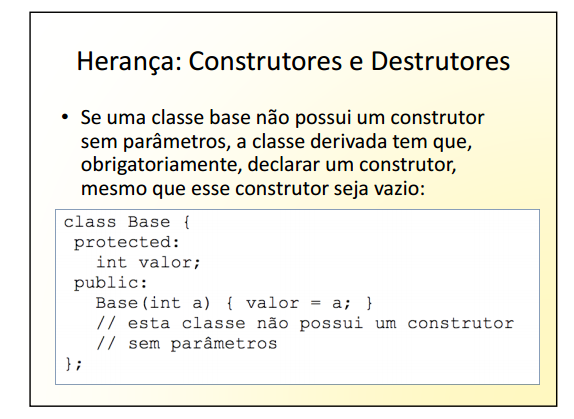 Herança: Construtores e Destrutores
• Se uma classe base não possui um construtor
sem parâmetros, a classe derivada tem que,
obrigatoriamente, declarar um construtor,
mesmo que esse construtor seja vazio:
class Base {
 protected:
   int valor;
 public:
   Base(int a) { valor = a; }
   // esta classe não possui um construtor
   // sem parâmetros
};